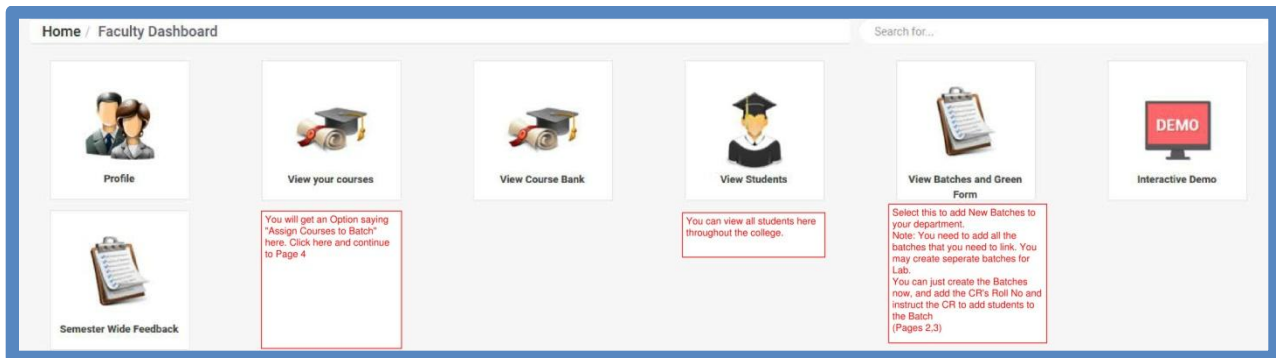 Home / Faculty Dashboard
Search for...
Profile
View your courses
View Course Bank
View Students
View Batches and Green
Form
DEMO
Interactive Demo
You will get an Option saying
"Assign Courses to Batch"
here. Click here and continue
to Page 4
You can view all students here
throughout the college.
Select this to add New Batches to
your department.
Note: You need to add all the
batches that you need to link. You
may create seperate batches for
Lab.
You can just create the Batches
now, and add the CR's Roll No and
instruct the CR to add students to
the Batch
(Pages 2,3)
Semester Wide Feedback